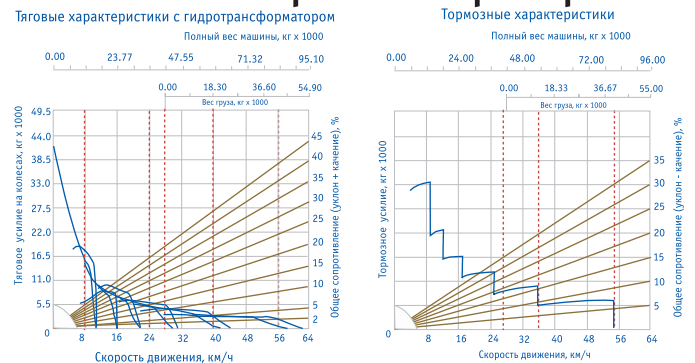 Тяговые характеристики с гидротрансформатором
Полный вес машины, кг x 1000
0.00 23.77 47.55 71.32 95.10
0.00 18.30 36.60 54.90
Вес груза, кг x 1000
Тяговое усилие на колесах, кг x 1000
49.5
44.0
38.5
33.0
27.5
22.0
16.5
11.0
5.5
0
45
40
35
30
25
20
15
10
5
2
Общее сопротивление (уклон + качение), %
8 16 24 32 40 48 56 64
Скорость движения, км/ч
Тормозные характеристики
Полный вес машины, кг x 1000
0.00 24.00 48.00 72.00 96.00
0.00 18.33 36.67 55.00
Вес груза, кг x 1000
Тормозное усилие, кг x 1000
0
35
30
25
20
15
10
5
Общее сопротивление (уклон - качение), %
8 16 24 32 40 48 56 64
Скорость движения, км/ч